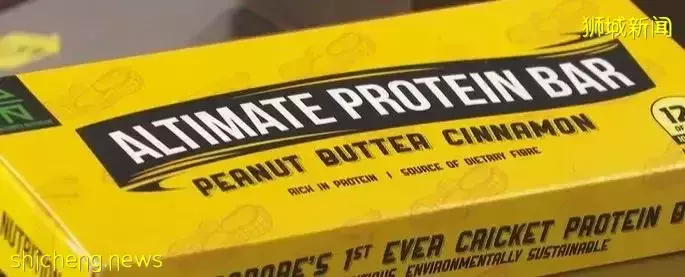 狮城新闻
ALTIMATE PROTEIN BAR
PEANUT BUTTER CINNAMON
RICH IN PROTEIN | SOURCE OF DIETARY FIBRE
12
OF
1ST EVER CRICKET PROTEIN
ENVIRONMENTALLY SUSTAINABLE
shicheng.news